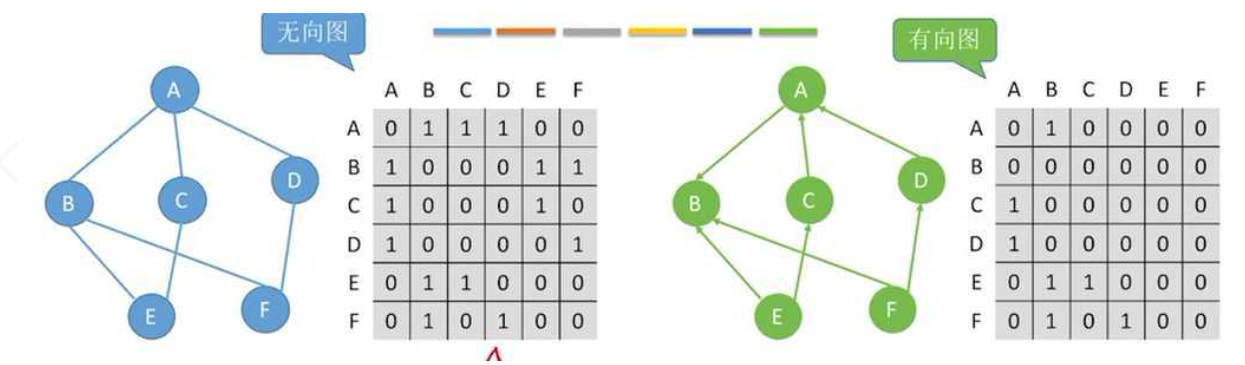 无向图
有向图
A
B
C
D
E
F
A B C D E F
A 0 1 1 1 0 0
B 1 0 0 0 1 1
C 1 0 0 0 1 0
D 1 0 0 0 0 1
E 0 1 1 0 0 0
F 0 1 0 1 0 0
A
B
C
D
E
F
A B C D E F
A 0 1 0 0 0 0
B 0 0 0 0 0 0
C 1 0 0 0 0 0
D 1 0 0 0 0 0
E 0 1 1 0 0 0
F 0 1 0 1 0 0